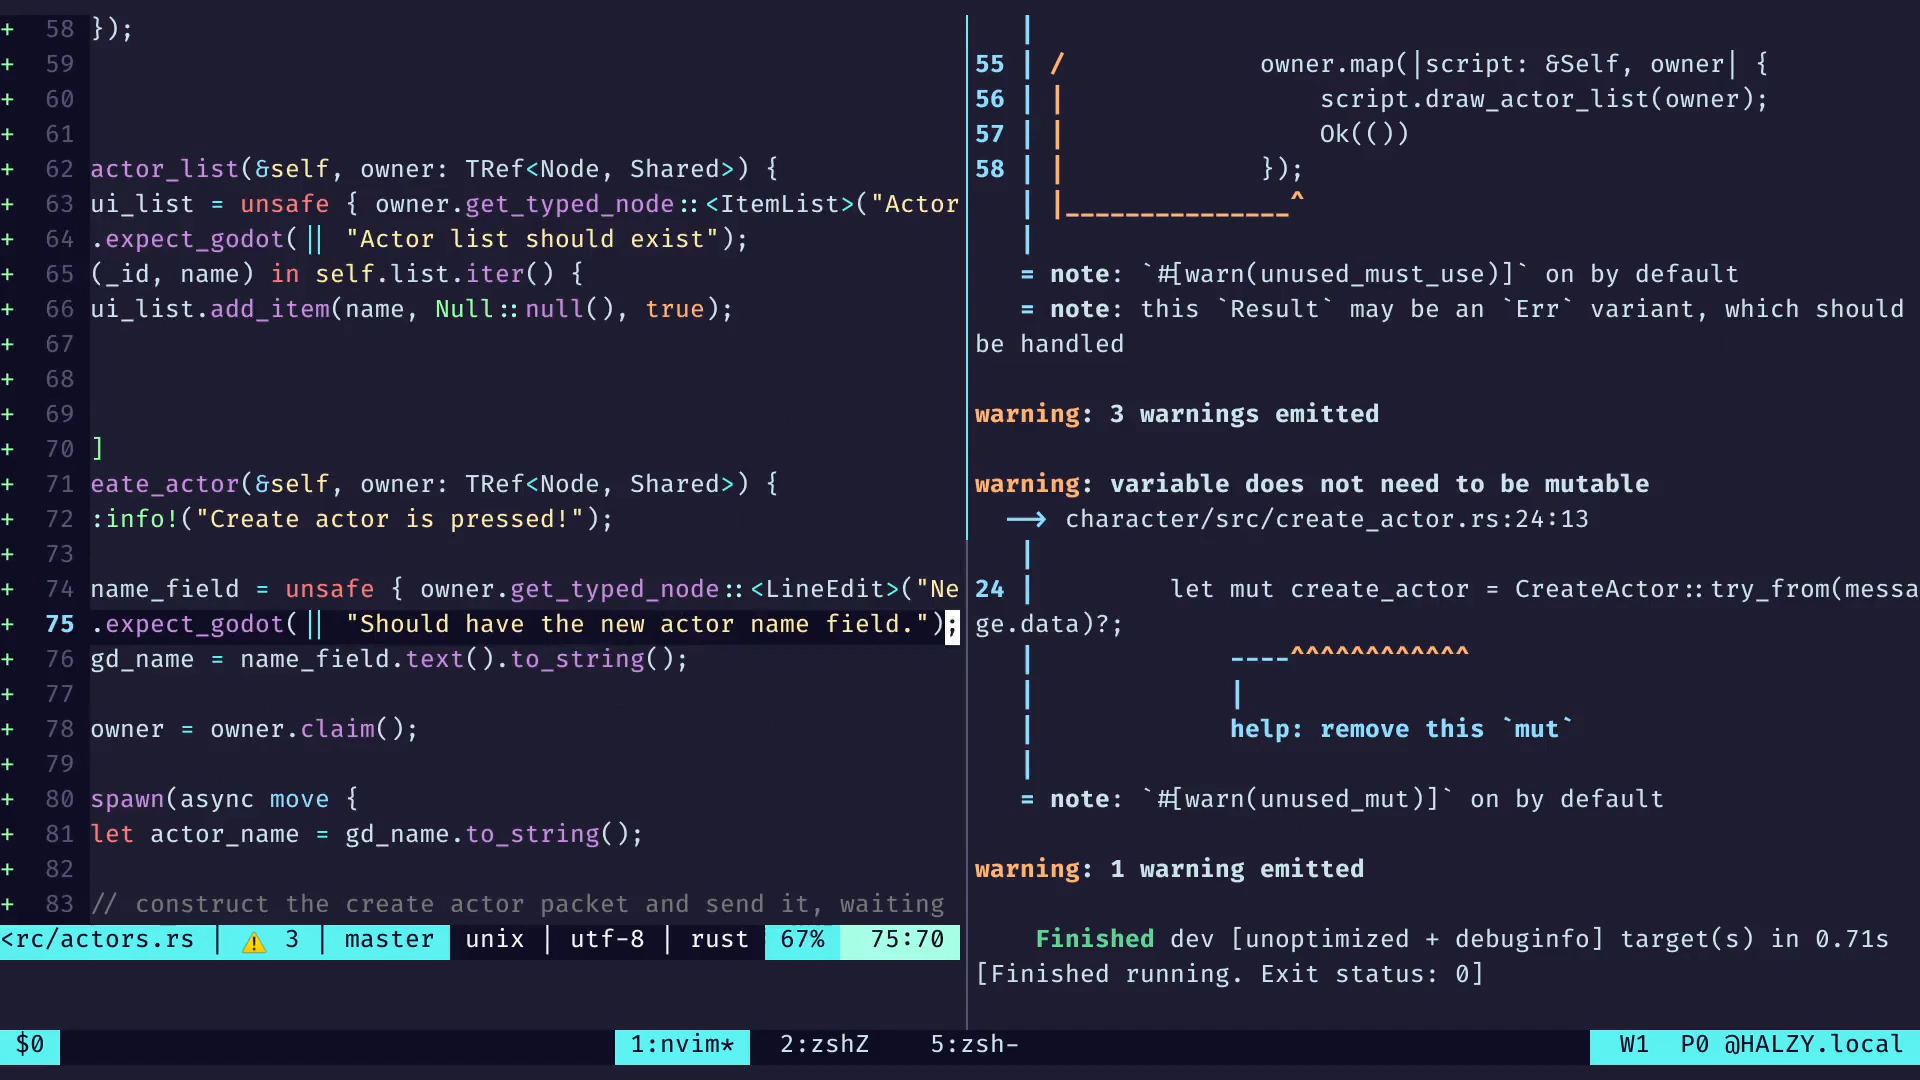 + 58 });
+ 59
+ 60
+ 61
+ 62 actor_list(&self, owner: TRef<Node, Shared>) {
+ 63 ui_list = unsafe { owner.get_typed_node::<ItemList>("Actor
+ 64 .expect_godot(|| "Actor list should exist");
+ 65 (_id, name) in self.list.iter() {
+ 66 ui_list.add_item(name, Null::null(), true);
+ 67
+ 68
+ 69
+ 70 ]
+ 71 eate_actor(&self, owner: TRef<Node, Shared>) {
+ 72 :info!("Create actor is pressed!");
+ 73
+ 74 name_field = unsafe { owner.get_typed_node::<LineEdit>("Ne
+ 75 .expect_godot(|| "Should have the new actor name field.");
+ 76 gd_name = name_field.text().to_string();
+ 77
+ 78 owner = owner.claim();
+ 79
+ 80 spawn(async move {
+ 81 let actor_name = gd_name.to_string();
+ 82
+ 83 // construct the create actor packet and send it, waiting
<rc/actors.rs | ⚠ 3 | master unix | utf-8 | rust 67% 75:70
|
55 | / owner.map(|script: &Self, owner| {
56 | | script.draw_actor_list(owner);
57 | | Ok(())
58 | | });
| |_______________^
|
= note: `#[warn(unused_must_use)]` on by default
= note: this `Result` may be an `Err` variant, which should
be handled
warning: 3 warnings emitted
warning: variable does not need to be mutable
--> character/src/create_actor.rs:24:13
|
24 | let mut create_actor = CreateActor::try_from(messa
ge.data)?;
| ----^^^^^^^^^^^^
| |
| help: remove this `mut`
|
= note: `#[warn(unused_mut)]` on by default
warning: 1 warning emitted
Finished dev [unoptimized + debuginfo] target(s) in 0.71s
[Finished running. Exit status: 0]
$0 1:nvim* 2:zshZ 5:zsh- W1 P0 @HALZY.local